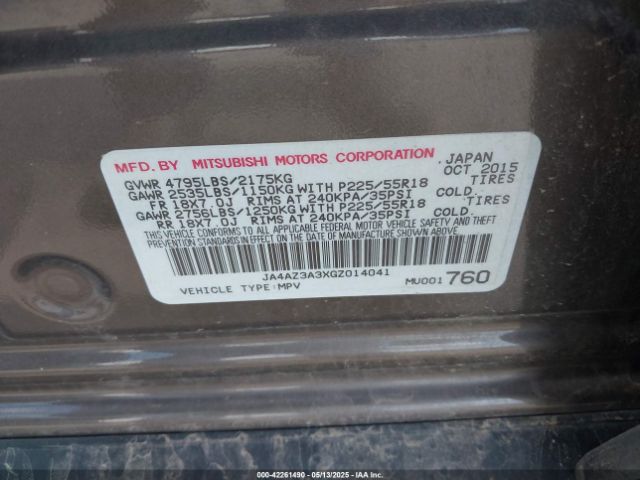 MFD. BY MITSUBISHI MOTORS CORPORATION JAPAN
GVWR 4795LBS/2175KG OCT 2015
GAWR 2535LBS/1150KG WITH P225/55R18 TIRES
FR 18X7.0J RIMS AT 240KPA/35PSI COLD.
GAWR 2756LBS/1250KG WITH P225/55R18 TIRES
RR 18X7.0J RIMS AT 240KPA/35PSI COLD.
THIS VEHICLE CONFORMS TO ALL APPLICABLE FEDERAL MOTOR VEHICLE SAFETY AND THEFT
PREVENTION STANDARDS IN EFFECT ON THE DATE OF MANUFACTURE SHOWN ABOVE.
JA4AZ3A3XGZ014041
VEHICLE TYPE:MPV MU001 760
000-42261490 - 05/13/2025 - © IAA Holdings, LLC